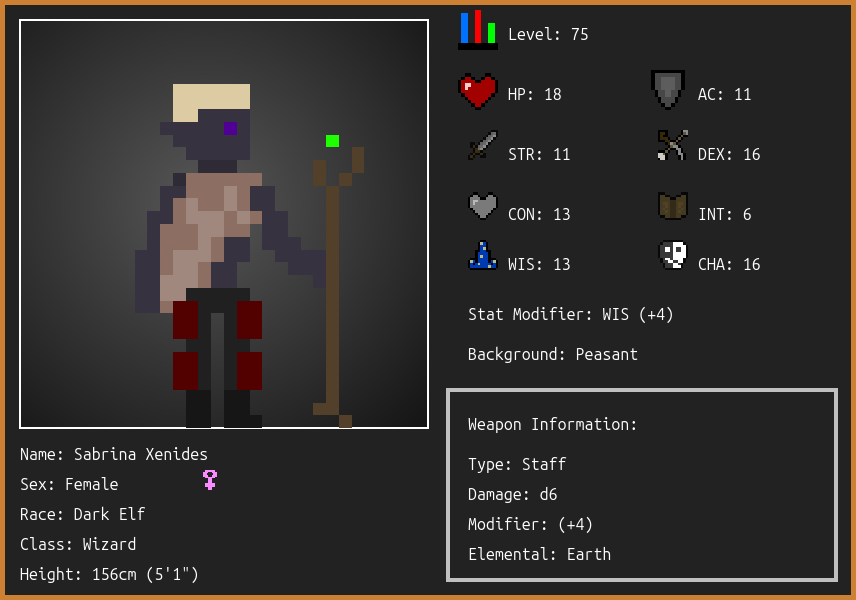 Level: 75
HP: 18
AC: 11
STR: 11
DEX: 16
CON: 13
INT: 6
WIS: 13
CHA: 16
Stat Modifier: WIS (+4)
Background: Peasant
Weapon Information:
Type: Staff
Damage: d6
Modifier: (+4)
Elemental: Earth
Name: Sabrina Xenides
Sex: Female
Race: Dark Elf
Class: Wizard
Height: 156cm (5'1")